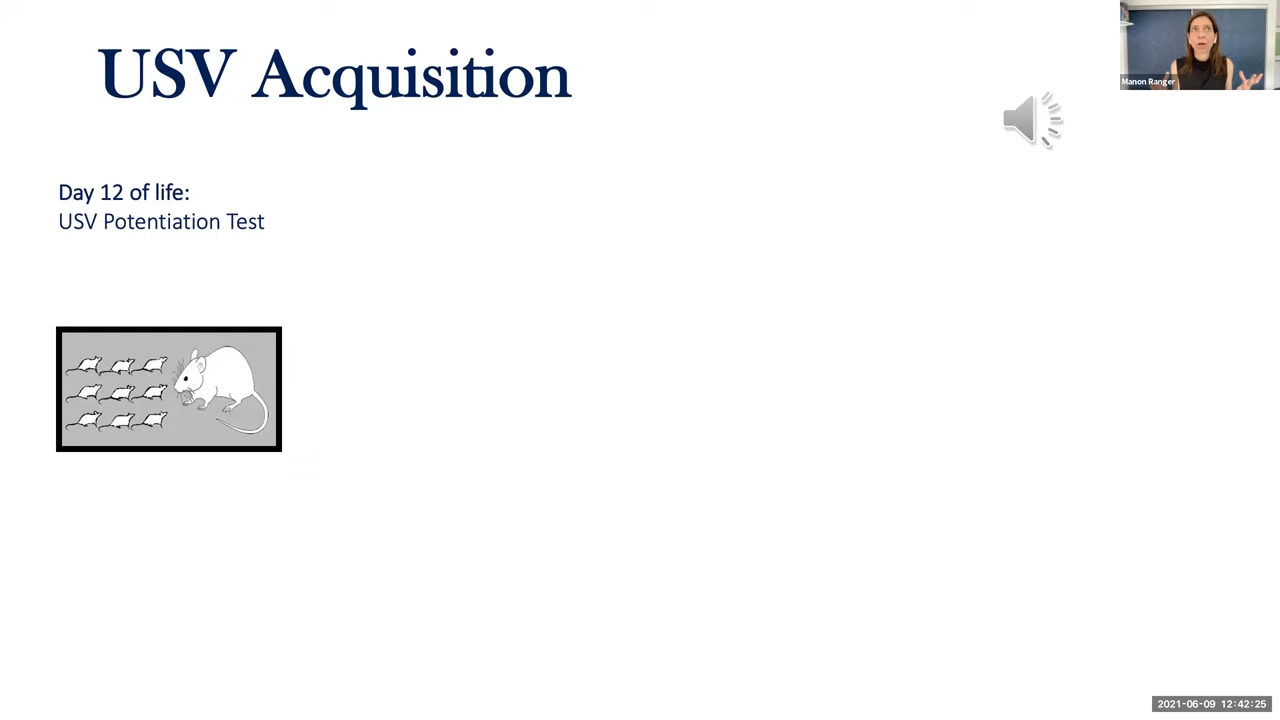 USV Acquisition
Manon Ranger
Day 12 of life:
USV Potentiation Test
2021-06-09 12:42:25